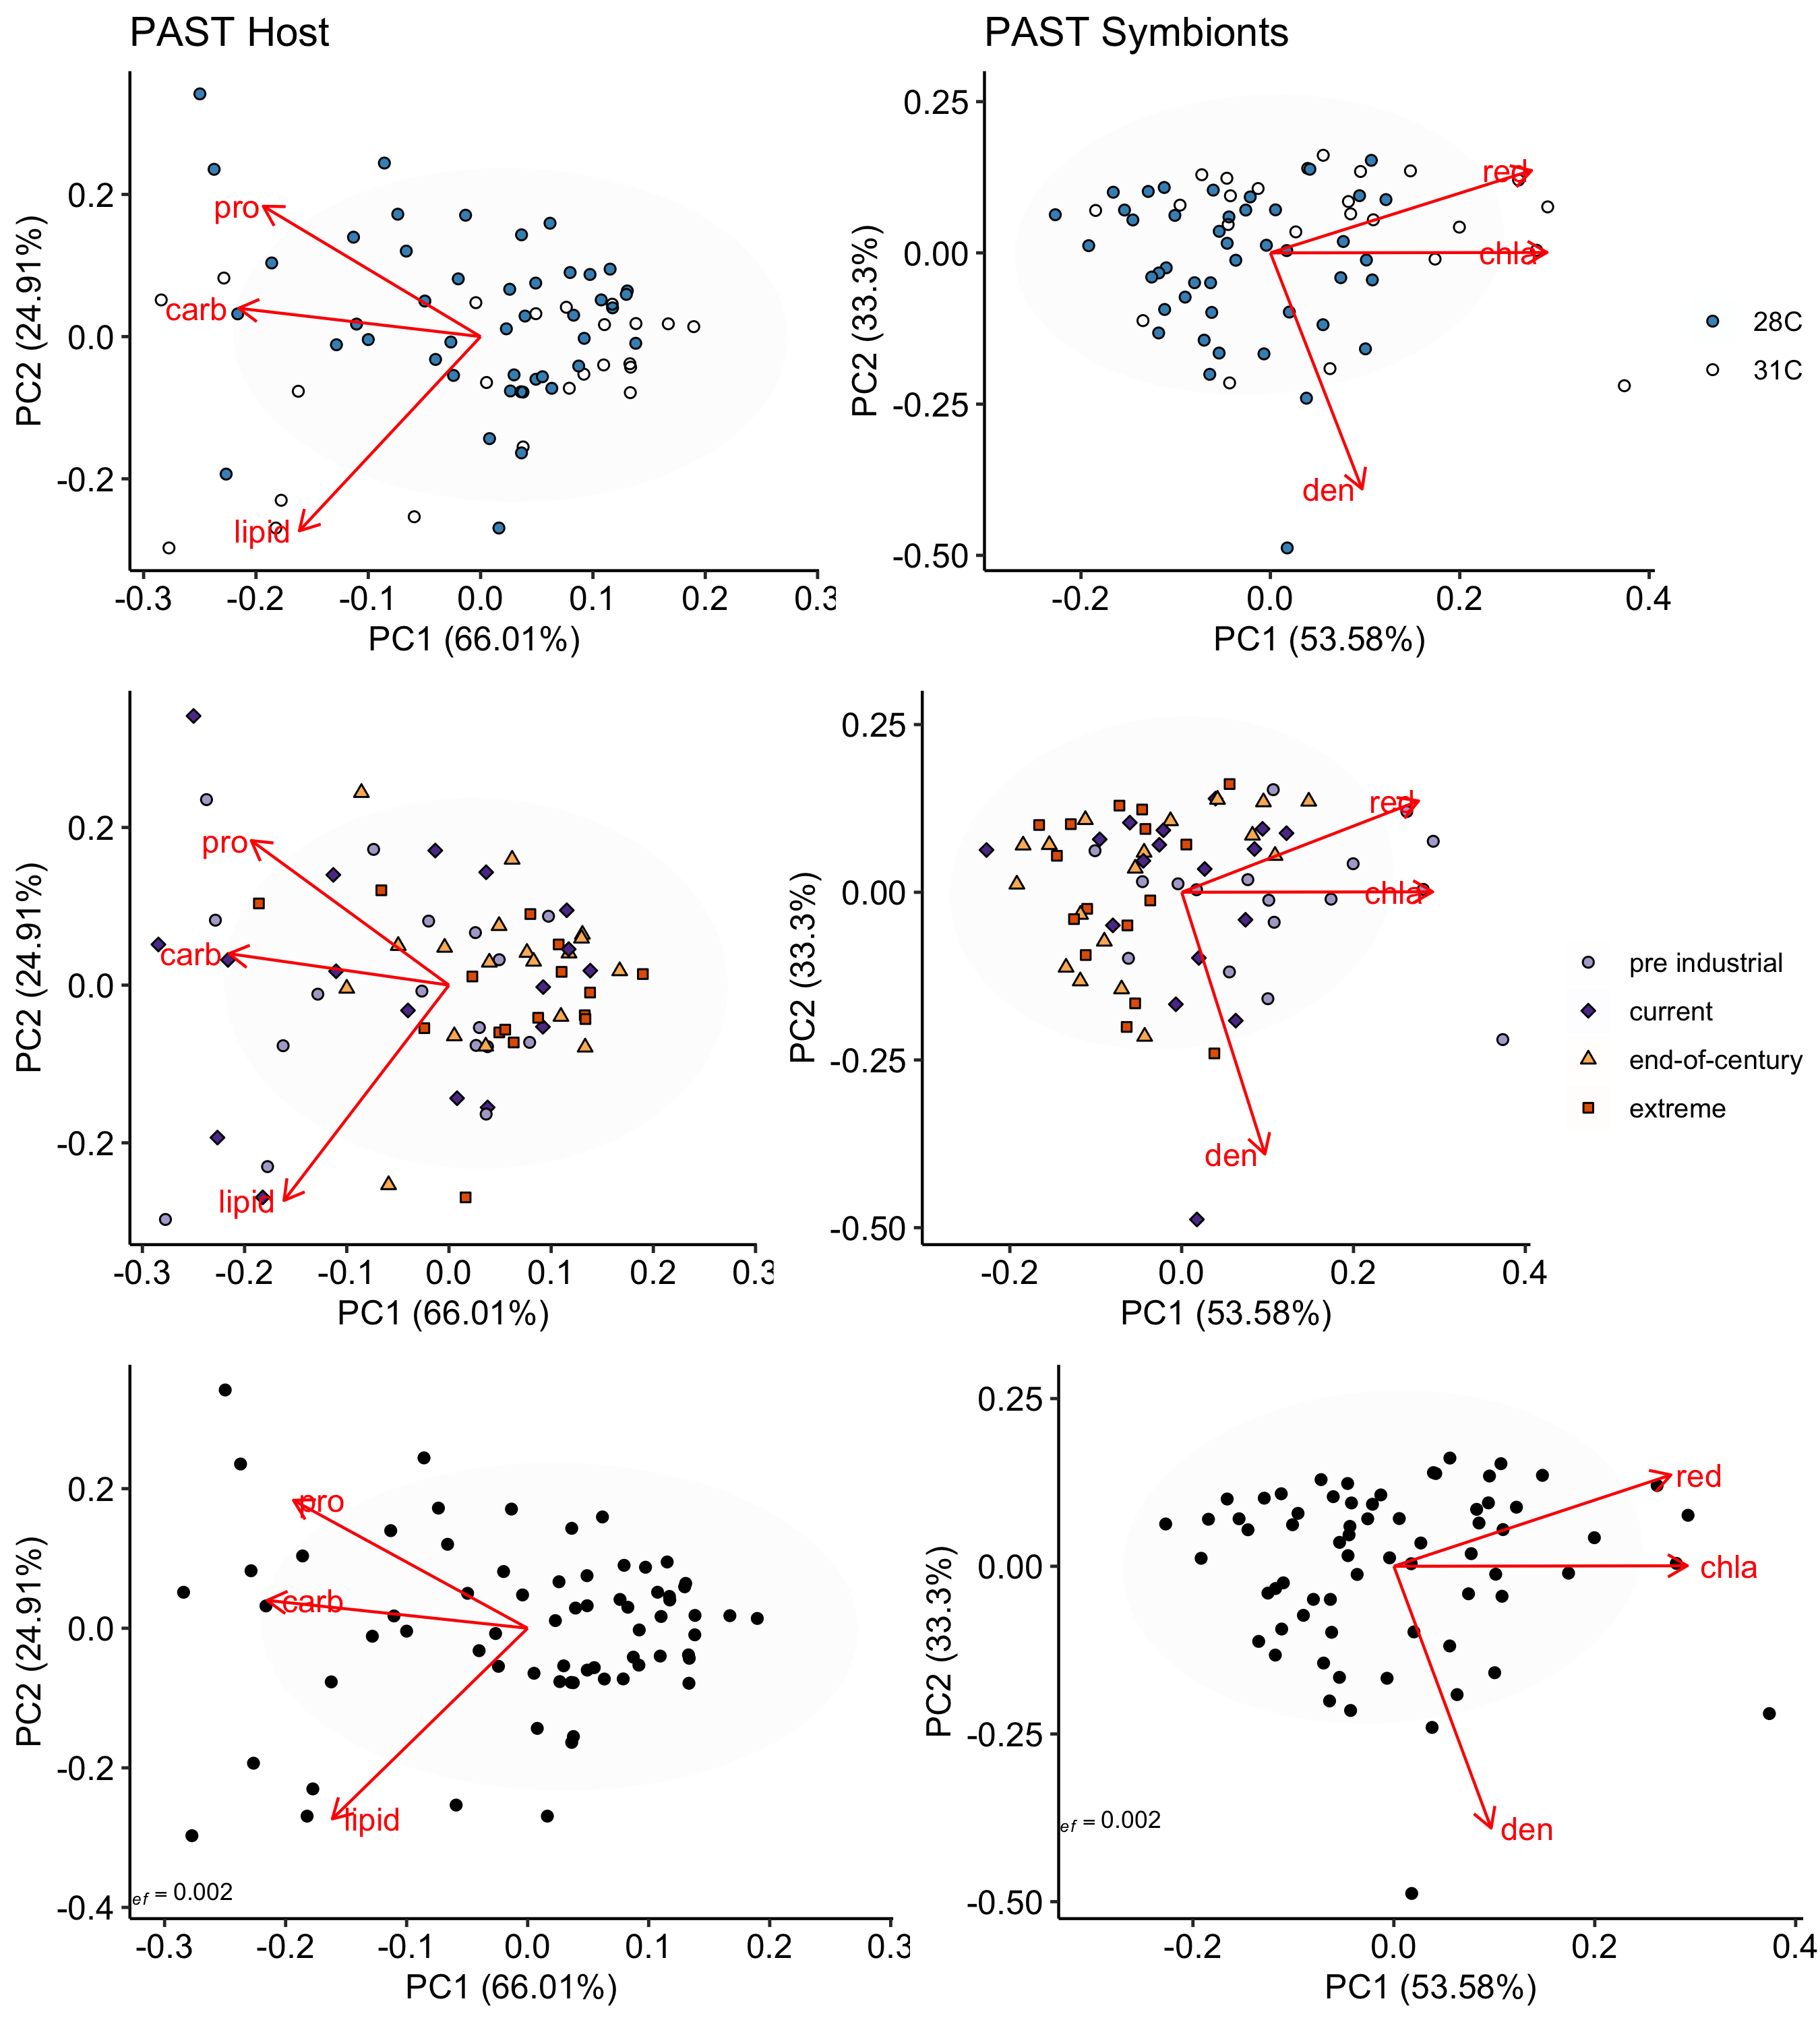 PAST Host
PAST Symbionts
PC2 (24.91%)
0.2
0.0
-0.2
pro
carb
lipid
-0.3 -0.2 -0.1 0.0 0.1 0.2 0.3
PC1 (66.01%)
PC2 (33.3%)
0.25
0.00
-0.25
-0.50
red
chla
den
-0.2 0.0 0.2 0.4
PC1 (53.58%)
28C
31C
PC2 (24.91%)
0.2
0.0
-0.2
pro
carb
lipid
-0.3 -0.2 -0.1 0.0 0.1 0.2 0.3
PC1 (66.01%)
PC2 (33.3%)
0.25
0.00
-0.25
-0.50
red
chla
den
-0.2 0.0 0.2 0.4
PC1 (53.58%)
pre industrial
current
end-of-century
extreme
PC2 (24.91%)
0.2
0.0
-0.2
-0.4
pro
carb
lipid
ef = 0.002
-0.3 -0.2 -0.1 0.0 0.1 0.2 0.3
PC1 (66.01%)
PC2 (33.3%)
0.25
0.00
-0.25
-0.50
red
chla
den
ef = 0.002
-0.2 0.0 0.2 0.4
PC1 (53.58%)